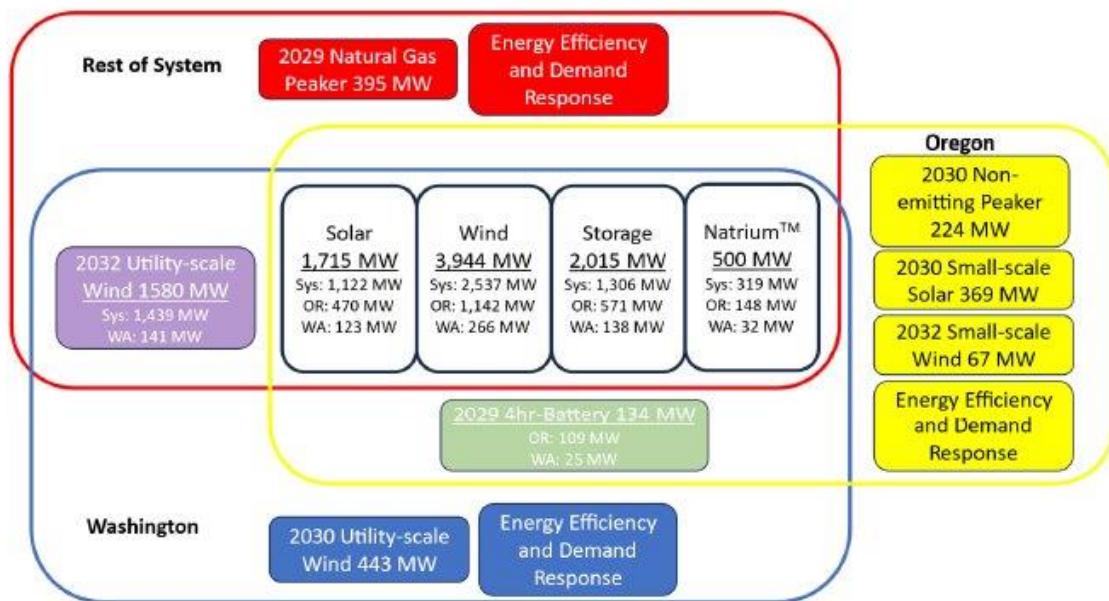 Rest of System
2029 Natural Gas
Peaker 395 MW
Energy Efficiency
and Demand
Response
Oregon
2030 Non-
emitting Peaker
224 MW
2030 Small-scale
Solar 369 MW
2032 Small-scale
Wind 67 MW
Energy Efficiency
and Demand
Response
2032 Utility-scale
Wind 1580 MW
Sys: 1,439 MW
WA: 141 MW
Solar
1,715 MW
Sys: 1,122 MW
OR: 470 MW
WA: 123 MW
Wind
3,944 MW
Sys: 2,537 MW
OR: 1,142 MW
WA: 266 MW
Storage
2,015 MW
Sys: 1,306 MW
OR: 571 MW
WA: 138 MW
Natrium™
500 MW
Sys: 319 MW
OR: 148 MW
WA: 32 MW
2029 4hr-Battery 134 MW
OR: 109 MW
WA: 25 MW
Washington
2030 Utility-scale
Wind 443 MW
Energy Efficiency
and Demand
Response